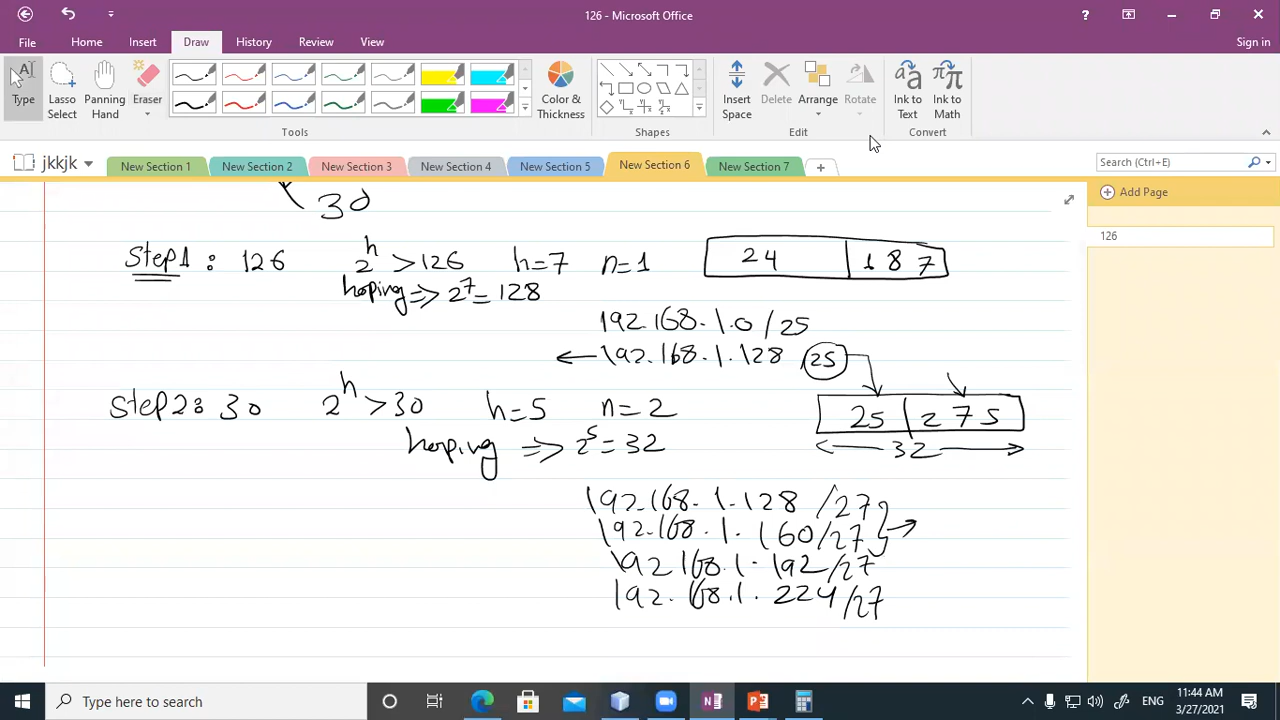 126 - Microsoft Office
?
File Home Insert Draw History Review View
Sign in
Type
Lasso Select
Panning Hand
Eraser
Color & Thickness
Insert Space
Delete
Arrange
Rotate
Ink to Text
Ink to Math
Tools
Shapes
Edit
Convert
jkkjk
New Section 1 New Section 2 New Section 3 New Section 4 New Section 5 New Section 6 New Section 7
Search (Ctrl+E)
Add Page
126
30
Step1 : 126 2^h > 126 h=7 n=1 24 | 1 8 7
hoping => 2^7 = 128
192.168.1.0 /25
192.168.1.128 /25
Step2: 30 2^h > 30 h=5 n=2 25 | 2 7 5
hoping => 2^5 = 32
32
192.168.1.128 /27
192.168.1.160/27
192.168.1.192/27
192.168.1.224/27
Type here to search
ENG
11:44 AM
3/27/2021